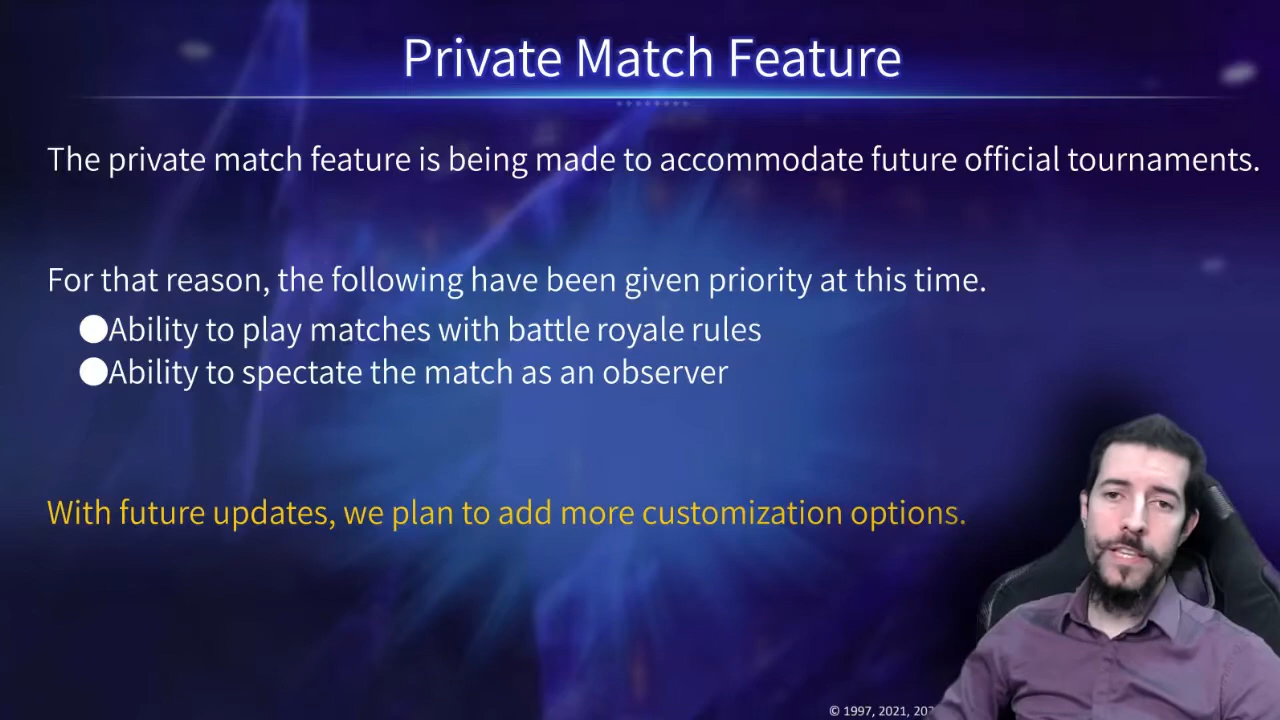 Private Match Feature
The private match feature is being made to accommodate future official tournaments.
For that reason, the following have been given priority at this time.
●Ability to play matches with battle royale rules
●Ability to spectate the match as an observer
With future updates, we plan to add more customization options.
© 1997, 2021,